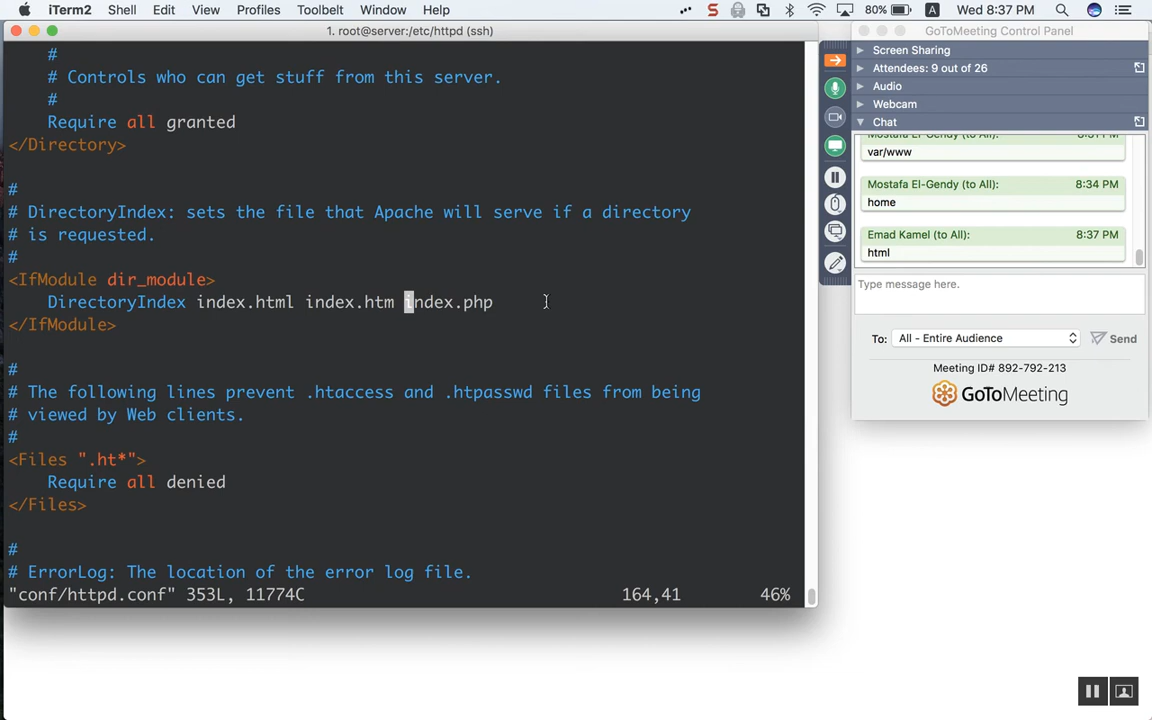 iTerm2 Shell Edit View Profiles Toolbelt Window Help 80% A Wed 8:37 PM
1. root@server:/etc/httpd (ssh)
#
# Controls who can get stuff from this server.
#
Require all granted
</Directory>
#
# DirectoryIndex: sets the file that Apache will serve if a directory
# is requested.
#
<IfModule dir_module>
DirectoryIndex index.html index.htm index.php
</IfModule>
#
# The following lines prevent .htaccess and .htpasswd files from being
# viewed by Web clients.
#
<Files ".ht*">
Require all denied
</Files>
#
# ErrorLog: The location of the error log file.
"conf/httpd.conf" 353L, 11774C 164,41 46%
GoToMeeting Control Panel
Screen Sharing
Attendees: 9 out of 26
Audio
Webcam
Chat
Mostafa El-Gendy (to All):
var/www
Mostafa El-Gendy (to All): 8:34 PM
home
Emad Kamel (to All): 8:37 PM
html
Type message here.
To: All - Entire Audience Send
Meeting ID# 892-792-213
GoToMeeting